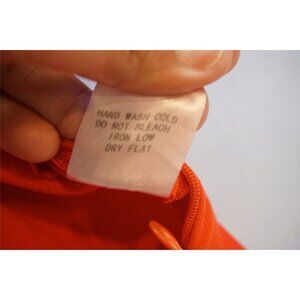 HAND WASH COLD
DO NOT BLEACH
IRON LOW
DRY FLAT